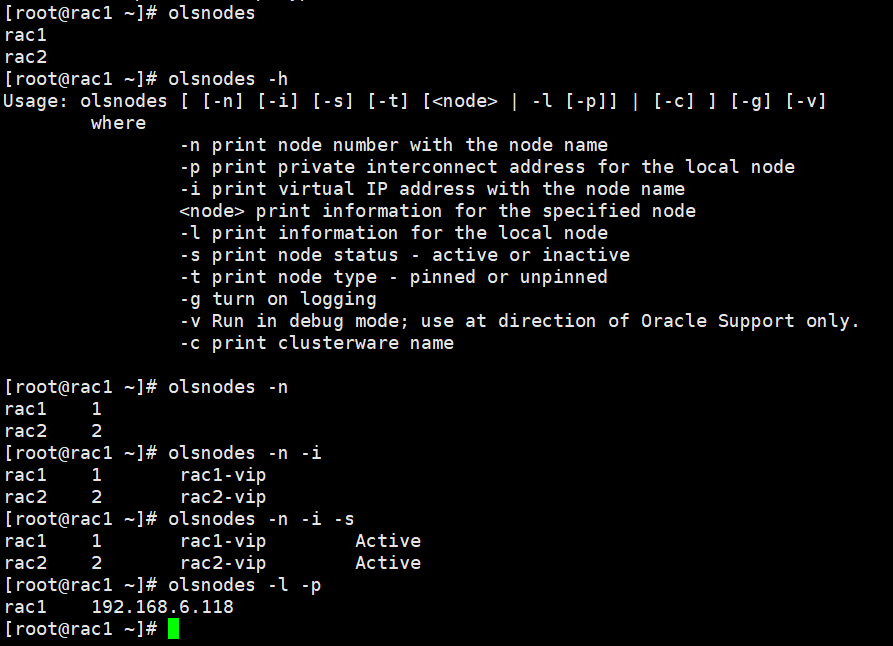 [root@rac1 ~]# olsnodes
rac1
rac2
[root@rac1 ~]# olsnodes -h
Usage: olsnodes [ [-n] [-i] [-s] [-t] [<node> | -l [-p]] | [-c] ] [-g] [-v]
        where
                -n print node number with the node name
                -p print private interconnect address for the local node
                -i print virtual IP address with the node name
                <node> print information for the specified node
                -l print information for the local node
                -s print node status - active or inactive
                -t print node type - pinned or unpinned
                -g turn on logging
                -v Run in debug mode; use at direction of Oracle Support only.
                -c print clusterware name
[root@rac1 ~]# olsnodes -n
rac1    1
rac2    2
[root@rac1 ~]# olsnodes -n -i
rac1    1       rac1-vip
rac2    2       rac2-vip
[root@rac1 ~]# olsnodes -n -i -s
rac1    1       rac1-vip        Active
rac2    2       rac2-vip        Active
[root@rac1 ~]# olsnodes -l -p
rac1    192.168.6.118
[root@rac1 ~]#